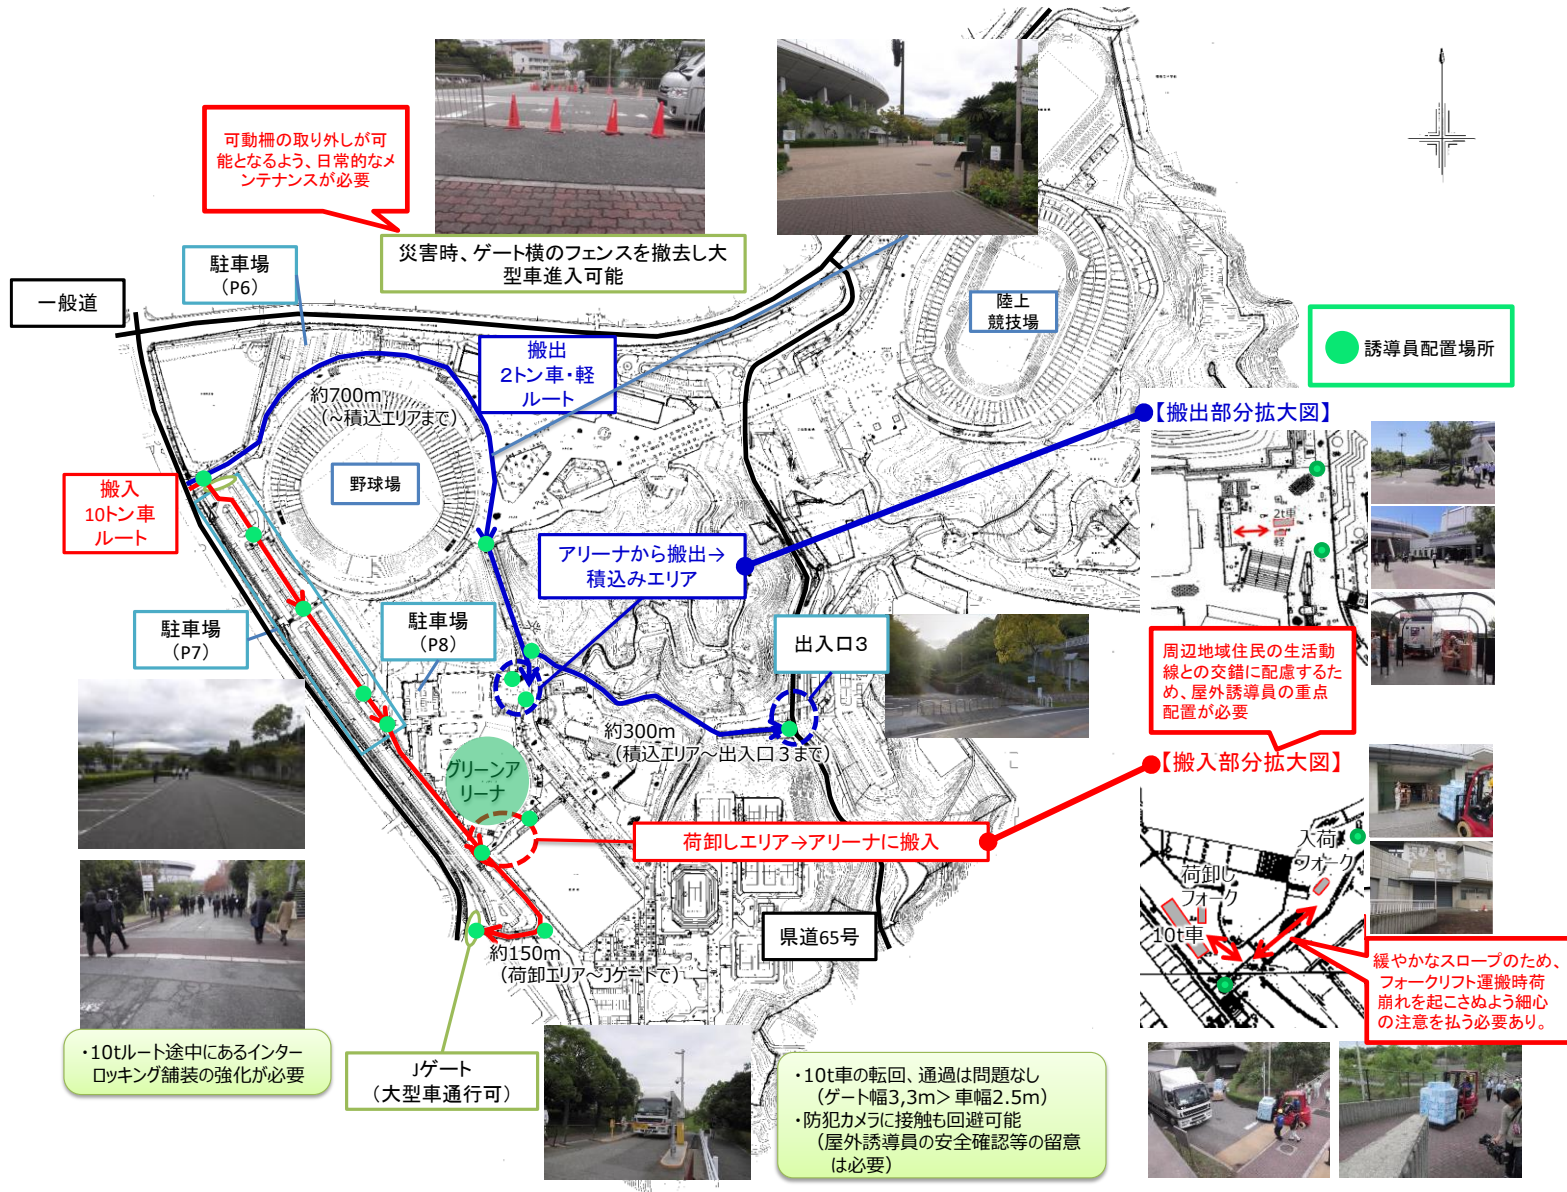 可動柵の取り外しが可
能となるよう、日常的なメ
ンテナンスが必要
災害時、ゲート横のフェンスを撤去し大
型車進入可能
駐車場
（P6）
一般道
搬出
2トン車・軽
ルート
陸上
競技場
誘導員配置場所
約700m
（～積込エリアまで）
【搬出部分拡大図】
2t車
軽
野球場
搬入
10トン車
ルート
アリーナから搬出→
積込みエリア
駐車場
（P7）
駐車場
（P8）
出入口３
周辺地域住民の生活動
線との交錯に配慮するた
め、屋外誘導員の重点
配置が必要
約300m
（積込エリア～出入口３まで）
グリーンア
リーナ
【搬入部分拡大図】
荷卸しエリア→アリーナに搬入
入荷
フォーク
荷卸し
フォーク
10t車
県道65号
約150m
（荷卸エリア～Jゲートで）
緩やかなスロープのため、
フォークリフト運搬時荷
崩れを起こさぬよう細心
の注意を払う必要あり。
・10tルート途中にあるインター
ロッキング舗装の強化が必要
Jゲート
（大型車通行可）
・10t車の転回、通過は問題なし
（ゲート幅3,3m＞車幅2.5m）
・防犯カメラに接触も回避可能
（屋外誘導員の安全確認等の留意
は必要）